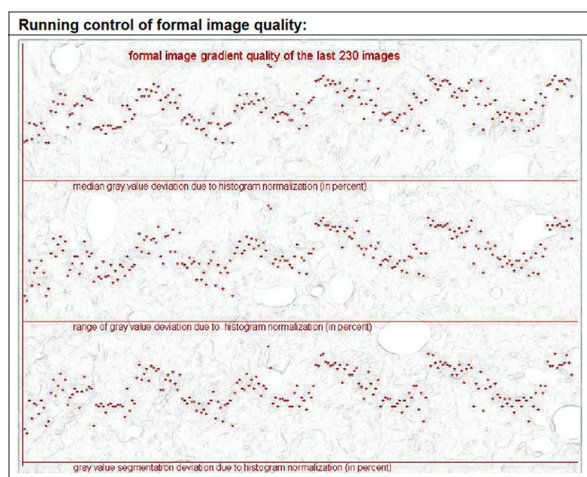 Running control of formal image quality:
formal image gradient quality of the last 230 images
median gray value deviation due to histogram normalization (in percent)
range of gray value deviation due to histogram normalization (in percent)
gray value segmentation deviation due to histogram normalization (in percent)